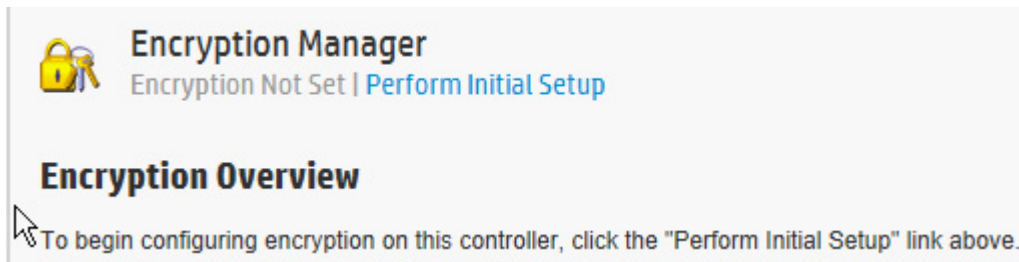 Encryption Manager
Encryption Not Set | Perform Initial Setup
Encryption Overview
To begin configuring encryption on this controller, click the "Perform Initial Setup" link above.